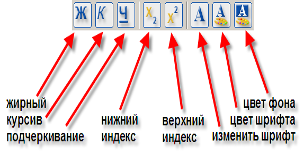 Ж К Ч x₂ x² А А А
жирный
курсив
подчеркивание
нижний
индекс
верхний
индекс
цвет фона
цвет шрифта
изменить шрифт